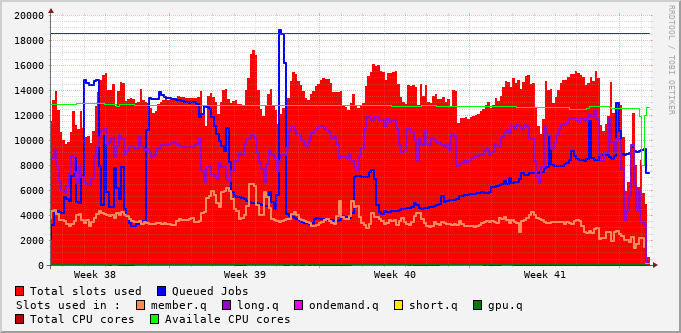 20000
18000
16000
14000
12000
10000
8000
6000
4000
2000
0
Week 38 Week 39 Week 40 Week 41
RRDTOOL / TOBI OETIKER
Total slots used Queued Jobs
Slots used in : member.q long.q ondemand.q short.q gpu.q
Total CPU cores Availale CPU cores